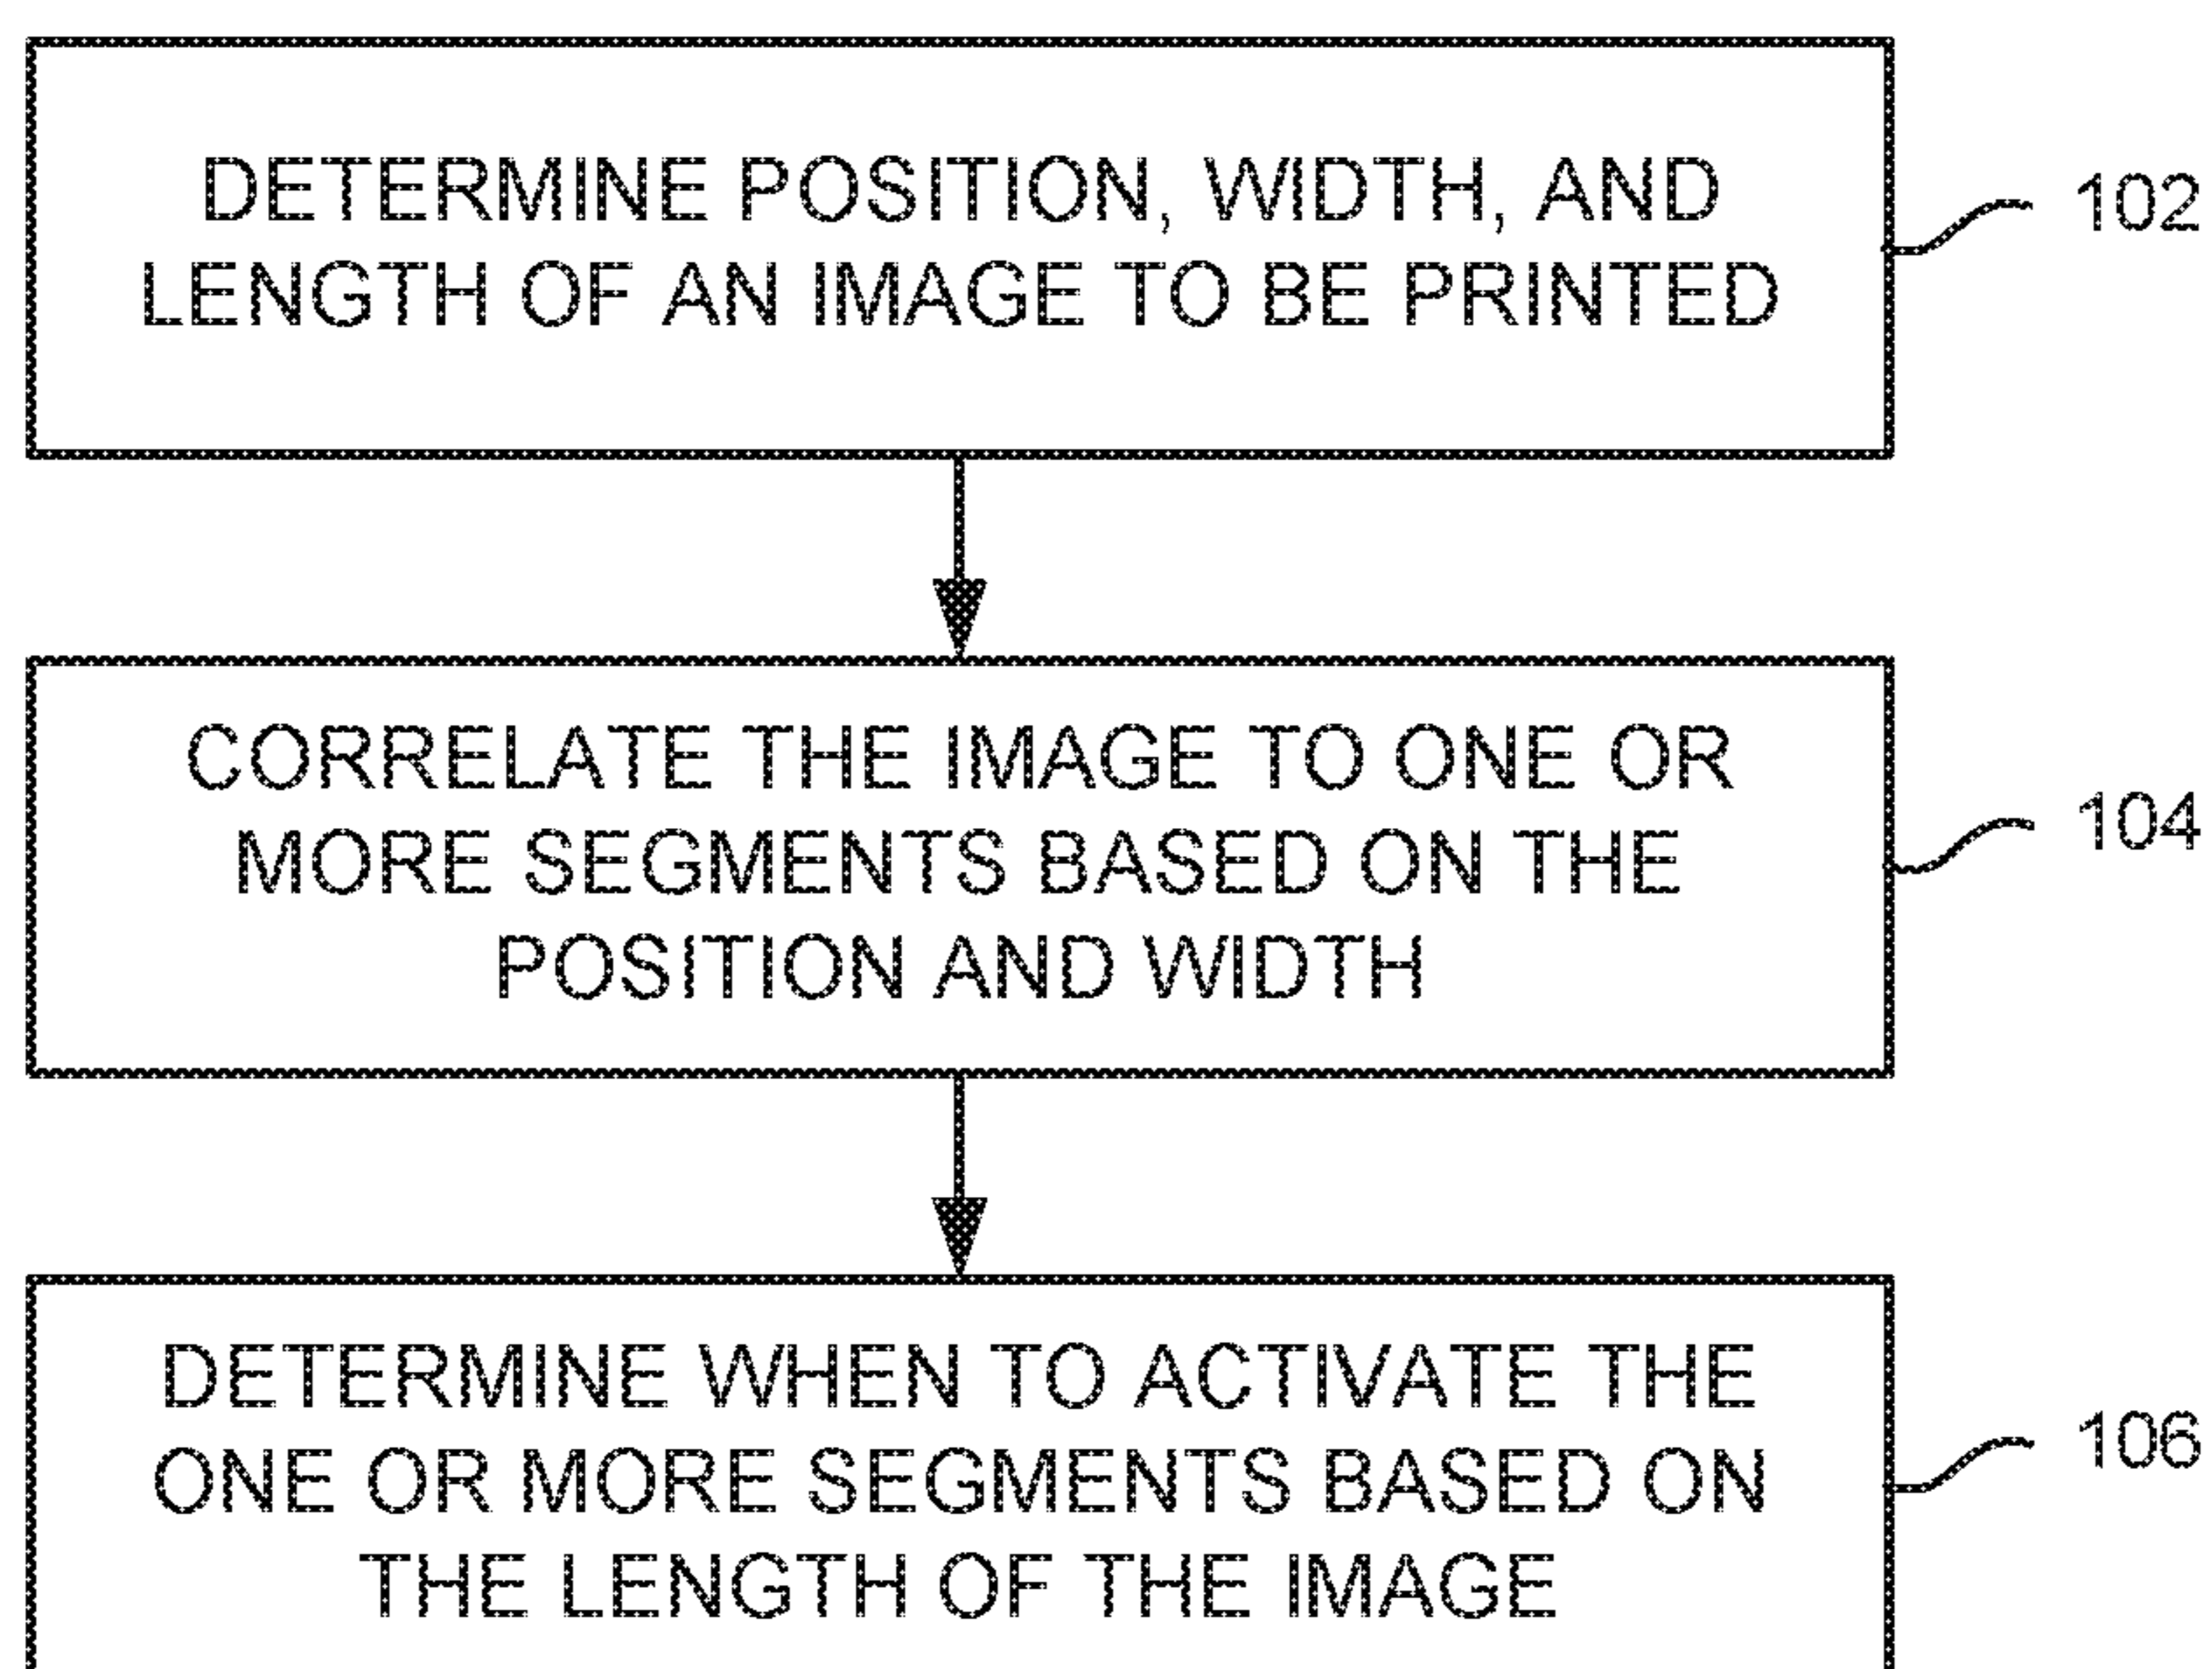 DETERMINE POSITION, WIDTH, AND
LENGTH OF AN IMAGE TO BE PRINTED
102
CORRELATE THE IMAGE TO ONE OR
MORE SEGMENTS BASED ON THE
POSITION AND WIDTH
104
DETERMINE WHEN TO ACTIVATE THE
ONE OR MORE SEGMENTS BASED ON
THE LENGTH OF THE IMAGE
106